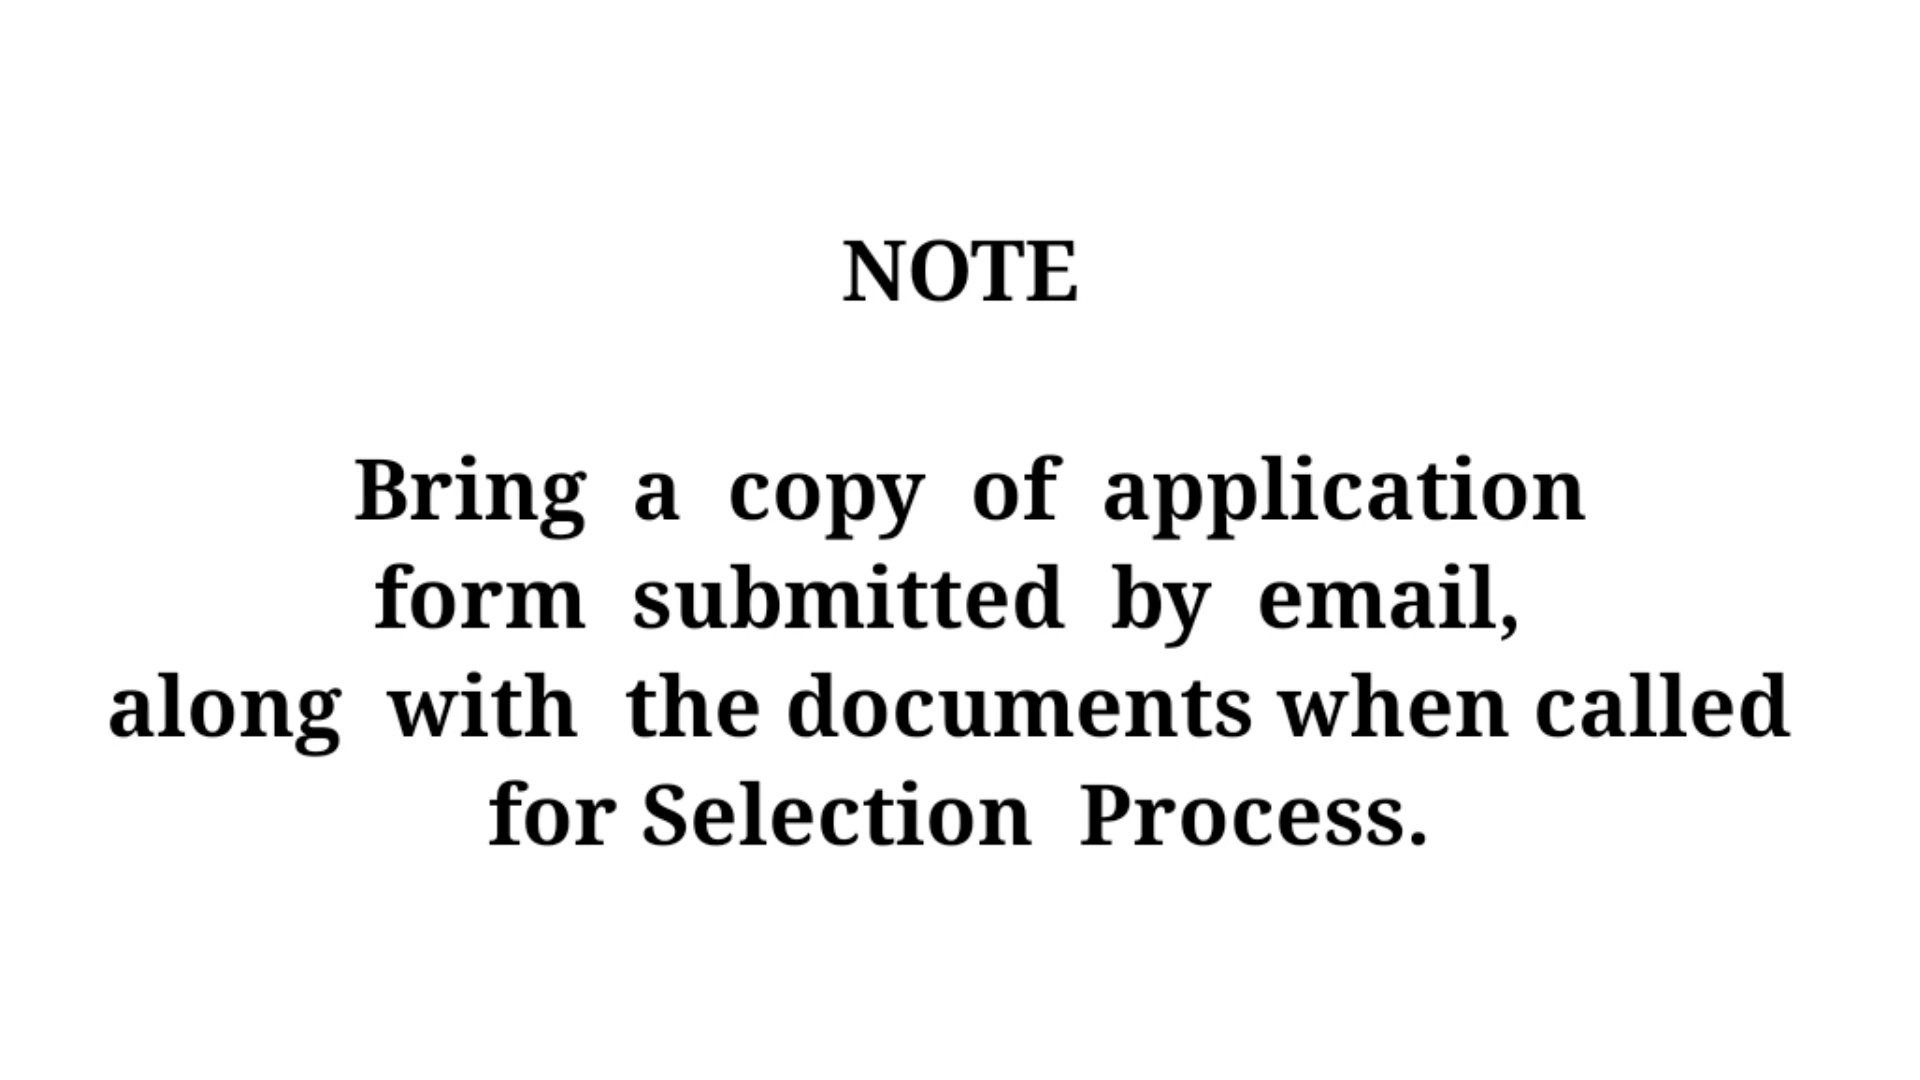 NOTE
Bring a copy of application
form submitted by email,
along with the documents when called
for Selection Process.